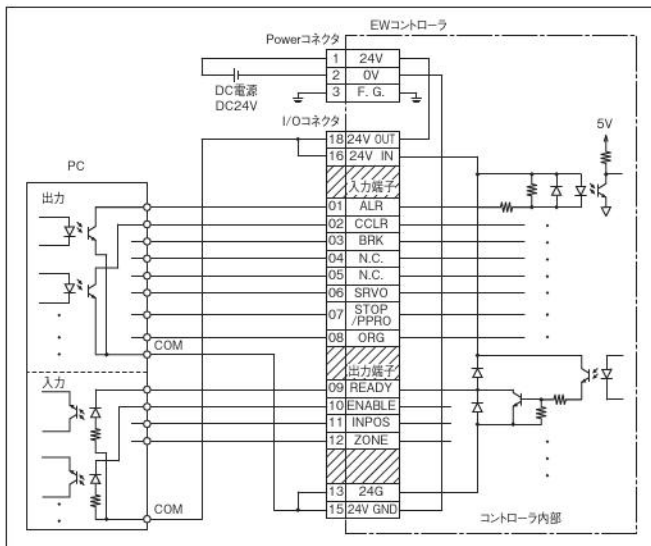 EWコントローラ
Powerコネクタ
1 24V
2 0V
3 F. G.
DC電源
DC24V
I/Oコネクタ
18 24V OUT
16 24V IN
5V
PC
入力端子
出力
01 ALR
02 CCLR
03 BRK
04 N.C.
05 N.C.
06 SRVO
07 STOP
/PPRO
08 ORG
COM
出力端子
入力
09 READY
10 ENABLE
11 INPOS
12 ZONE
13 24G
COM
15 24V GND
コントローラ内部